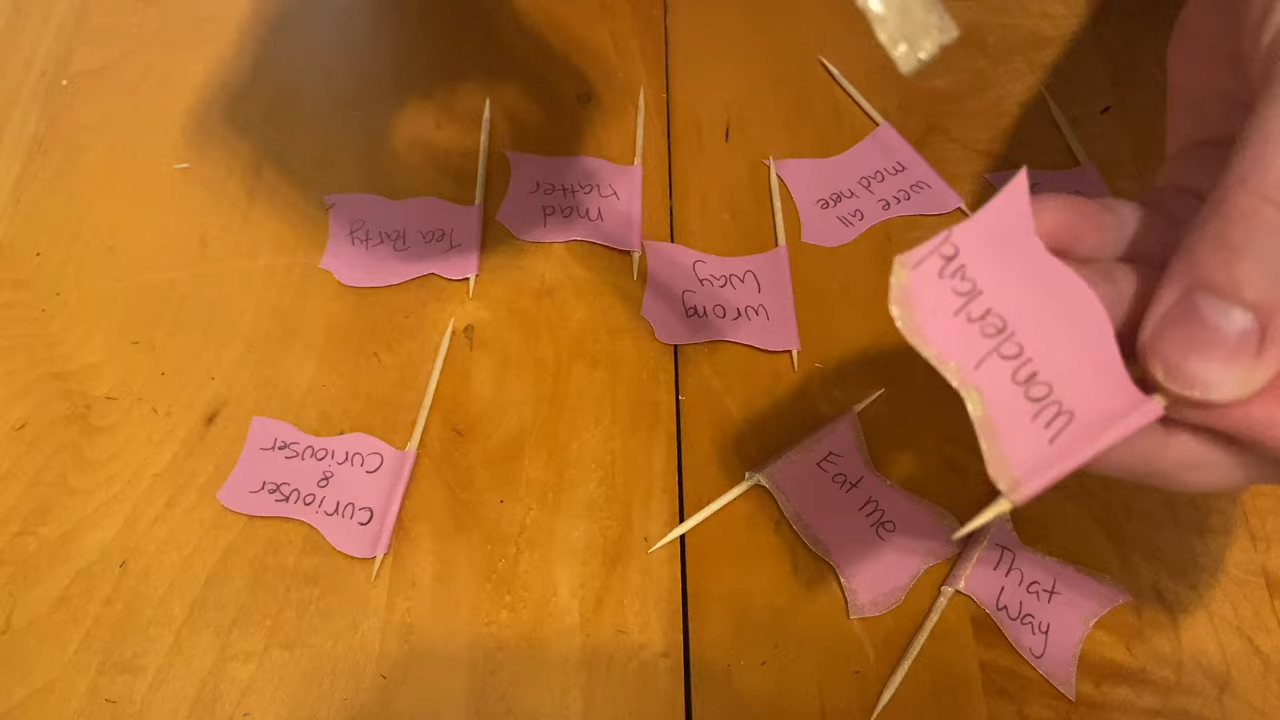 Tea Party
mad
hatter
wrong
way
were all
mad here
Wonderland
Curiouser
&
Curiouser
Eat Me
That
Way